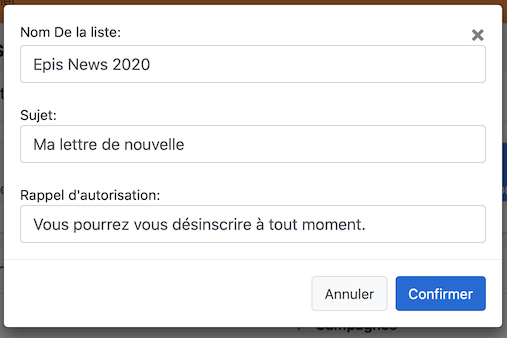 Nom De la liste:
Epis News 2020
Sujet:
Ma lettre de nouvelle
Rappel d'autorisation:
Vous pourrez vous désinscrire à tout moment.
Annuler
Confirmer